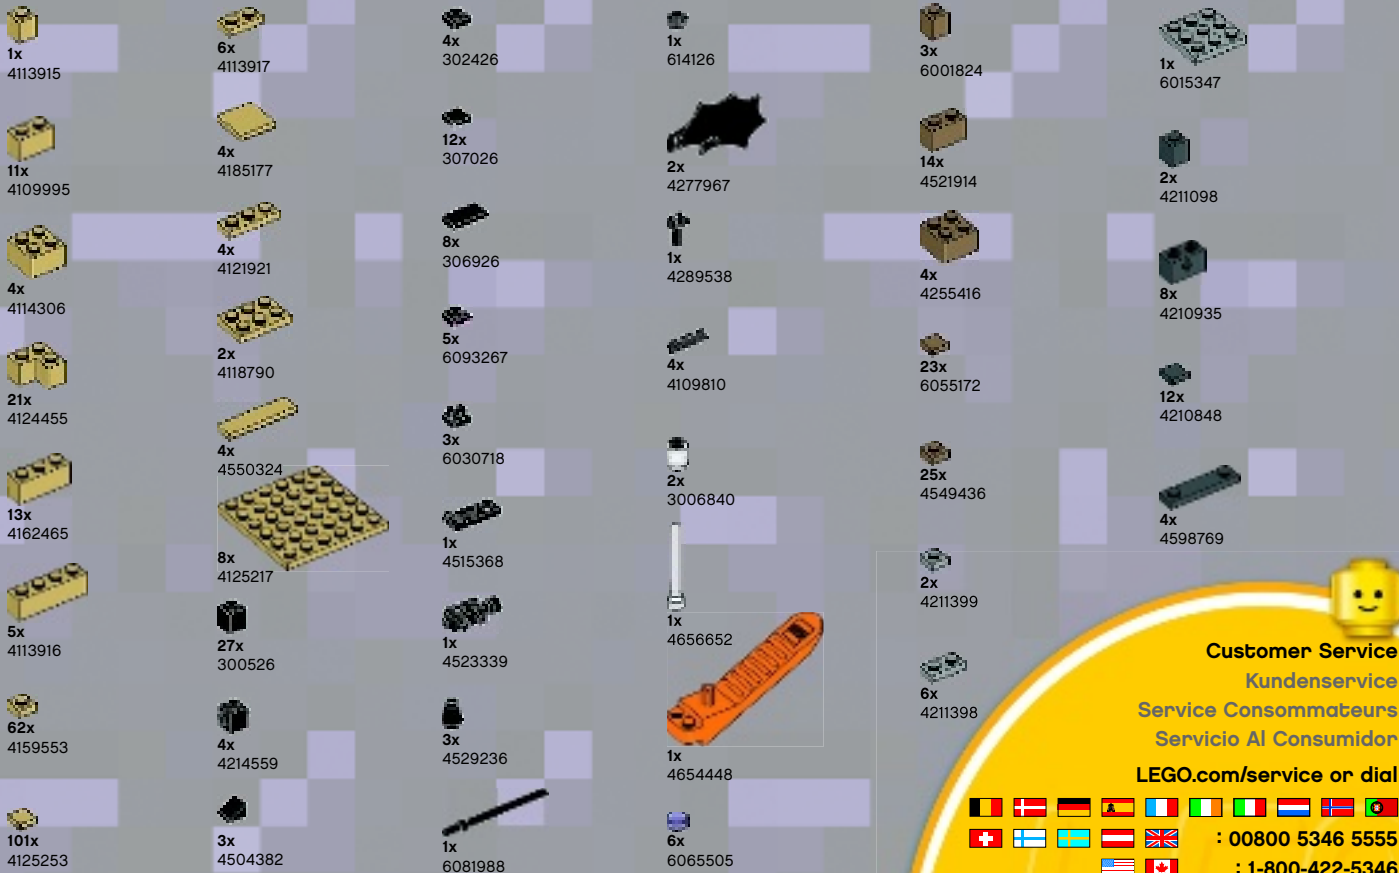 1x
4113915
11x
4109995
4x
4114306
21x
4124455
13x
4162465
5x
4113916
62x
4159553
101x
4125253
6x
4113917
4x
4185177
4x
4121921
2x
4118790
4x
4550324
8x
4125217
27x
300526
4x
4214559
3x
4504382
4x
302426
12x
307026
8x
306926
5x
6093267
3x
6030718
1x
4515368
1x
4523339
3x
4529236
1x
6081988
1x
614126
2x
4277967
1x
4289538
4x
4109810
2x
3006840
1x
4656652
1x
4654448
6x
6065505
3x
6001824
14x
4521914
4x
4255416
23x
6055172
25x
4549436
2x
4211399
6x
4211398
1x
6015347
2x
4211098
8x
4210935
12x
4210848
4x
4598769
Customer Service
Kundenservice
Service Consommateurs
Servicio Al Consumidor
LEGO.com/service or dial
: 00800 5346 5555
: 1-800-422-5346